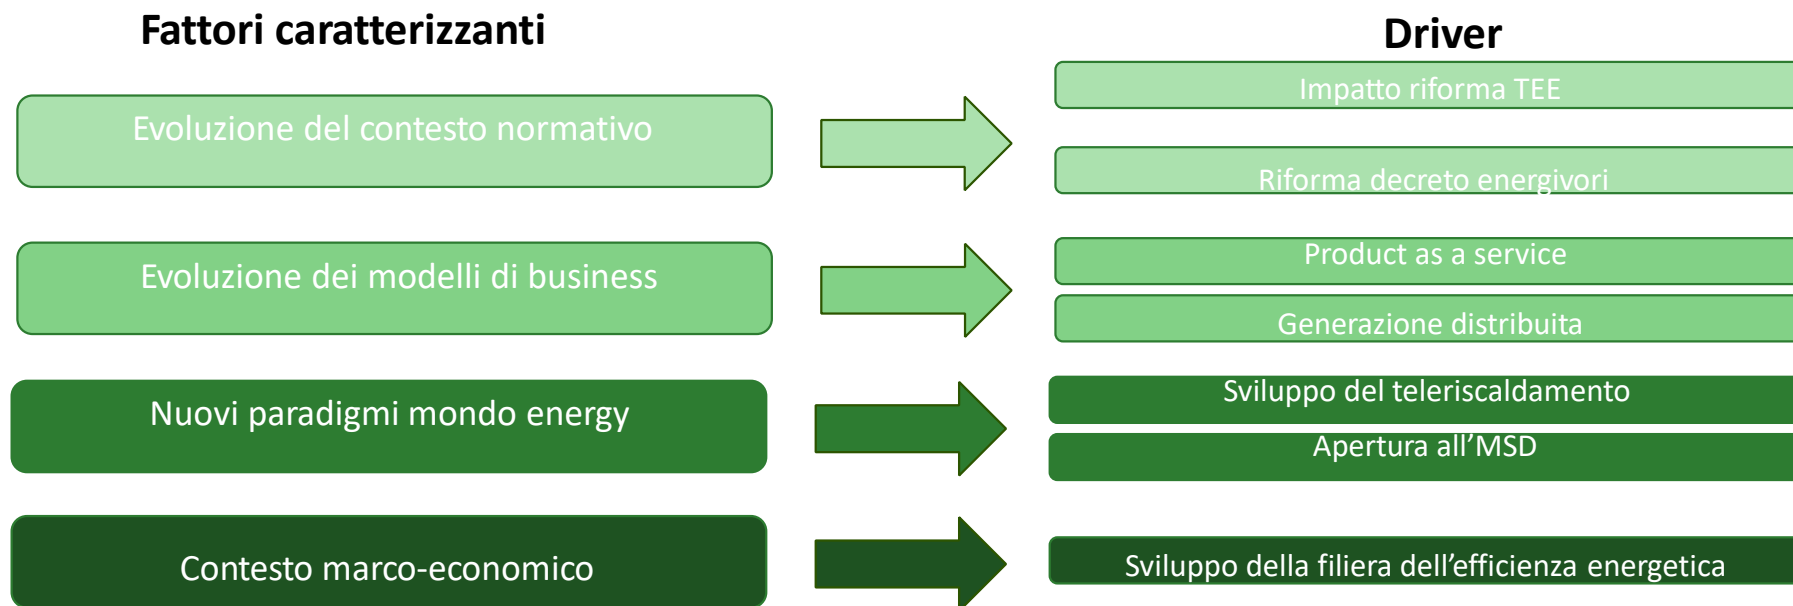 Fattori caratterizzanti
Driver
Evoluzione del contesto normativo
Impatto riforma TEE
Riforma decreto energivori
Evoluzione dei modelli di business
Product as a service
Generazione distribuita
Nuovi paradigmi mondo energy
Sviluppo del teleriscaldamento
Apertura all’MSD
Contesto marco-economico
Sviluppo della filiera dell’efficienza energetica